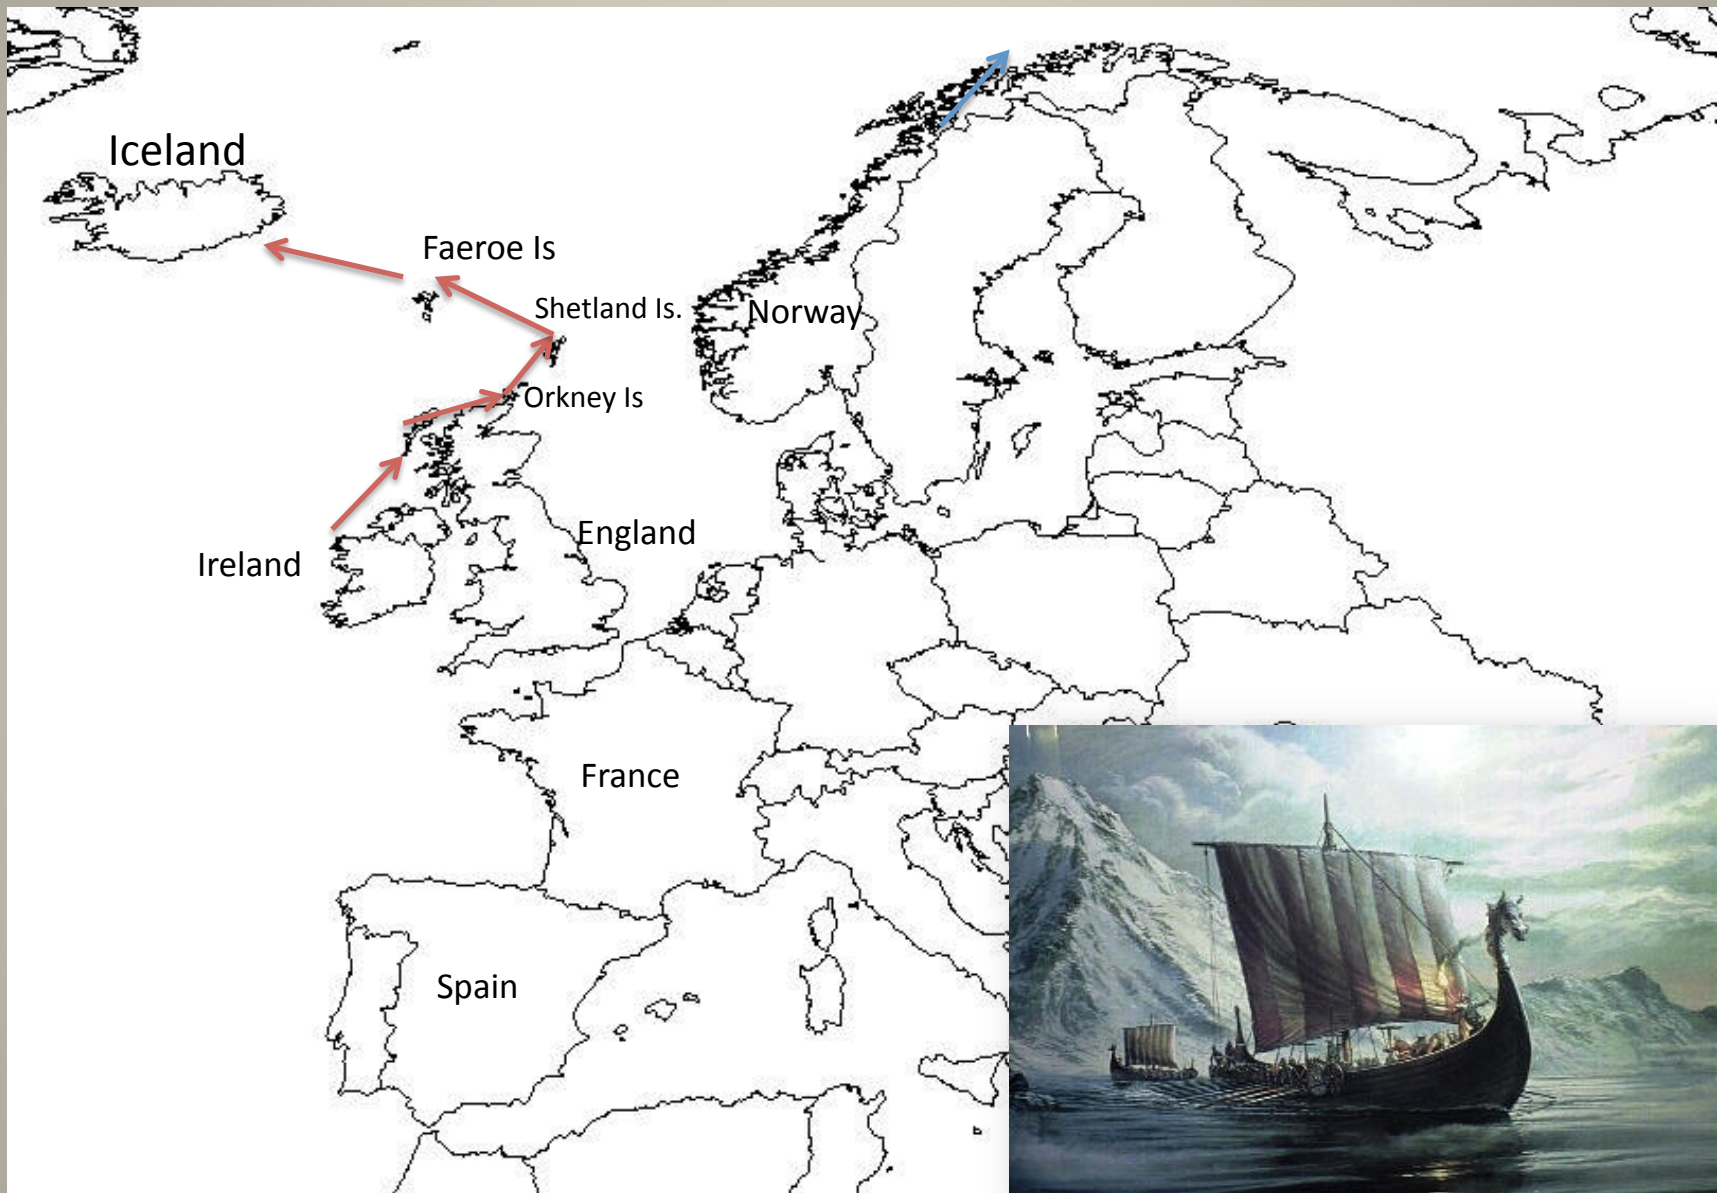 Iceland
Faeroe Is
Shetland Is.
Norway
Orkney Is
England
Ireland
France
Spain